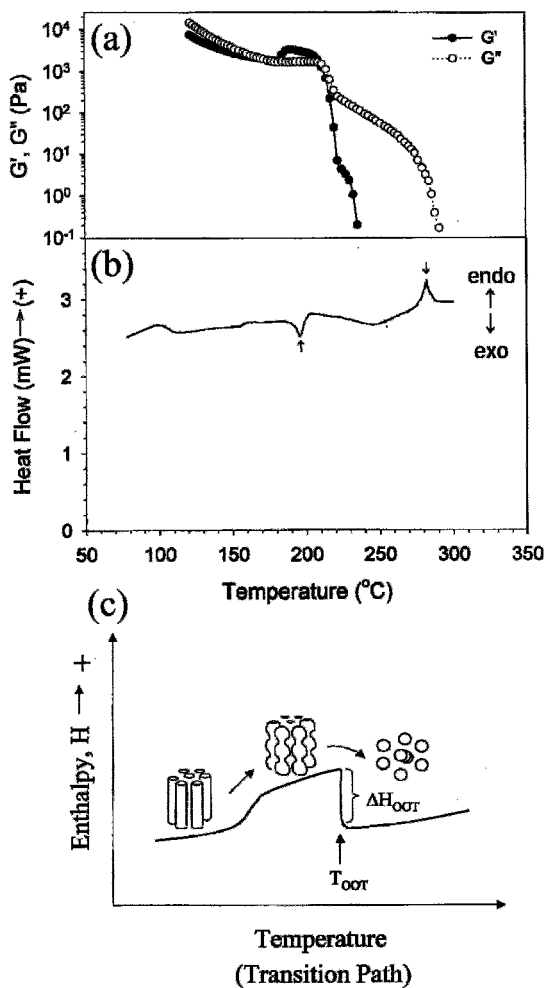 (a)
G'
G"
10⁵
10⁴
10³
10²
10¹
10⁰
10⁻¹
G', G" (Pa)
(b)
endo
exo
3
2
1
0
Heat Flow (mW)→(+)
50 100 150 200 250 300 350
Temperature (°C)
(c)
Enthalpy, H → +
ΔH_OOT
T_OOT
Temperature
(Transition Path)